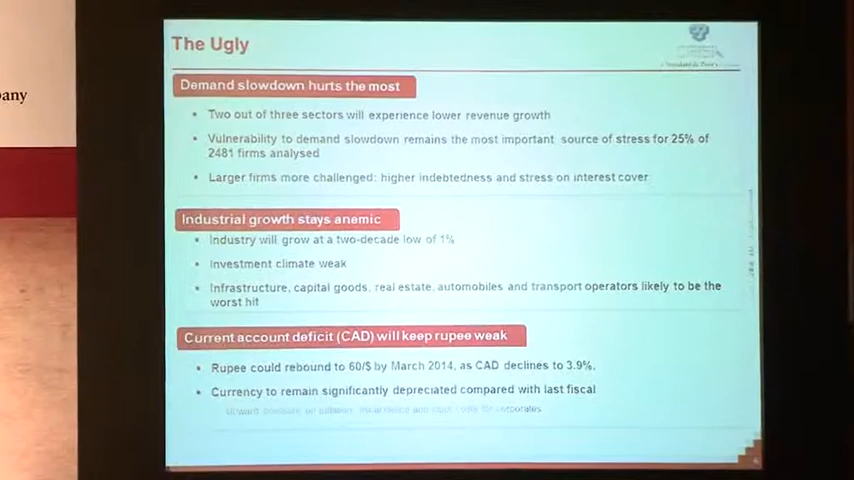 The Ugly
any
Demand slowdown hurts the most
• Two out of three sectors will experience lower revenue growth
• Vulnerability to demand slowdown remains the most important source of stress for 25% of
2481 firms analysed
• Larger firms more challenged: higher indebtedness and stress on interest cover
Industrial growth stays anemic
• Industry will grow at a two-decade low of 1%
• Investment climate weak
• Infrastructure, capital goods, real estate, automobiles and transport operators likely to be the
worst hit
Current account deficit (CAD) will keep rupee weak
• Rupee could rebound to 60/$ by March 2014, as CAD declines to 3.9%.
• Currency to remain significantly depreciated compared with last fiscal